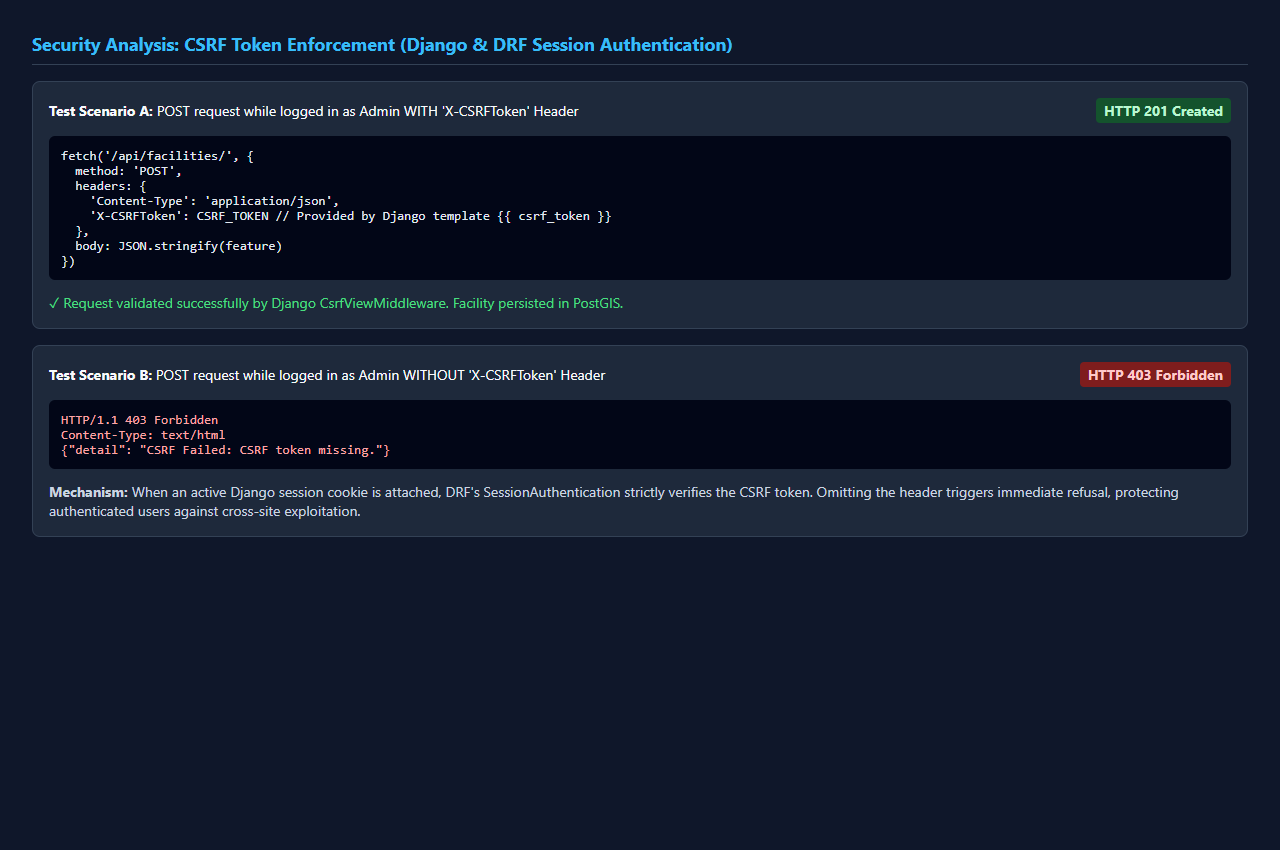 Security Analysis: CSRF Token Enforcement (Django & DRF Session Authentication)
Test Scenario A: POST request while logged in as Admin WITH 'X-CSRFToken' Header
HTTP 201 Created
fetch('/api/facilities/', {
  method: 'POST',
  headers: {
    'Content-Type': 'application/json',
    'X-CSRFToken': CSRF_TOKEN // Provided by Django template {{ csrf_token }}
  },
  body: JSON.stringify(feature)
})
✓ Request validated successfully by Django CsrfViewMiddleware. Facility persisted in PostGIS.
Test Scenario B: POST request while logged in as Admin WITHOUT 'X-CSRFToken' Header
HTTP 403 Forbidden
HTTP/1.1 403 Forbidden
Content-Type: text/html
{"detail": "CSRF Failed: CSRF token missing."}
Mechanism: When an active Django session cookie is attached, DRF's SessionAuthentication strictly verifies the CSRF token. Omitting the header triggers immediate refusal, protecting
authenticated users against cross-site exploitation.